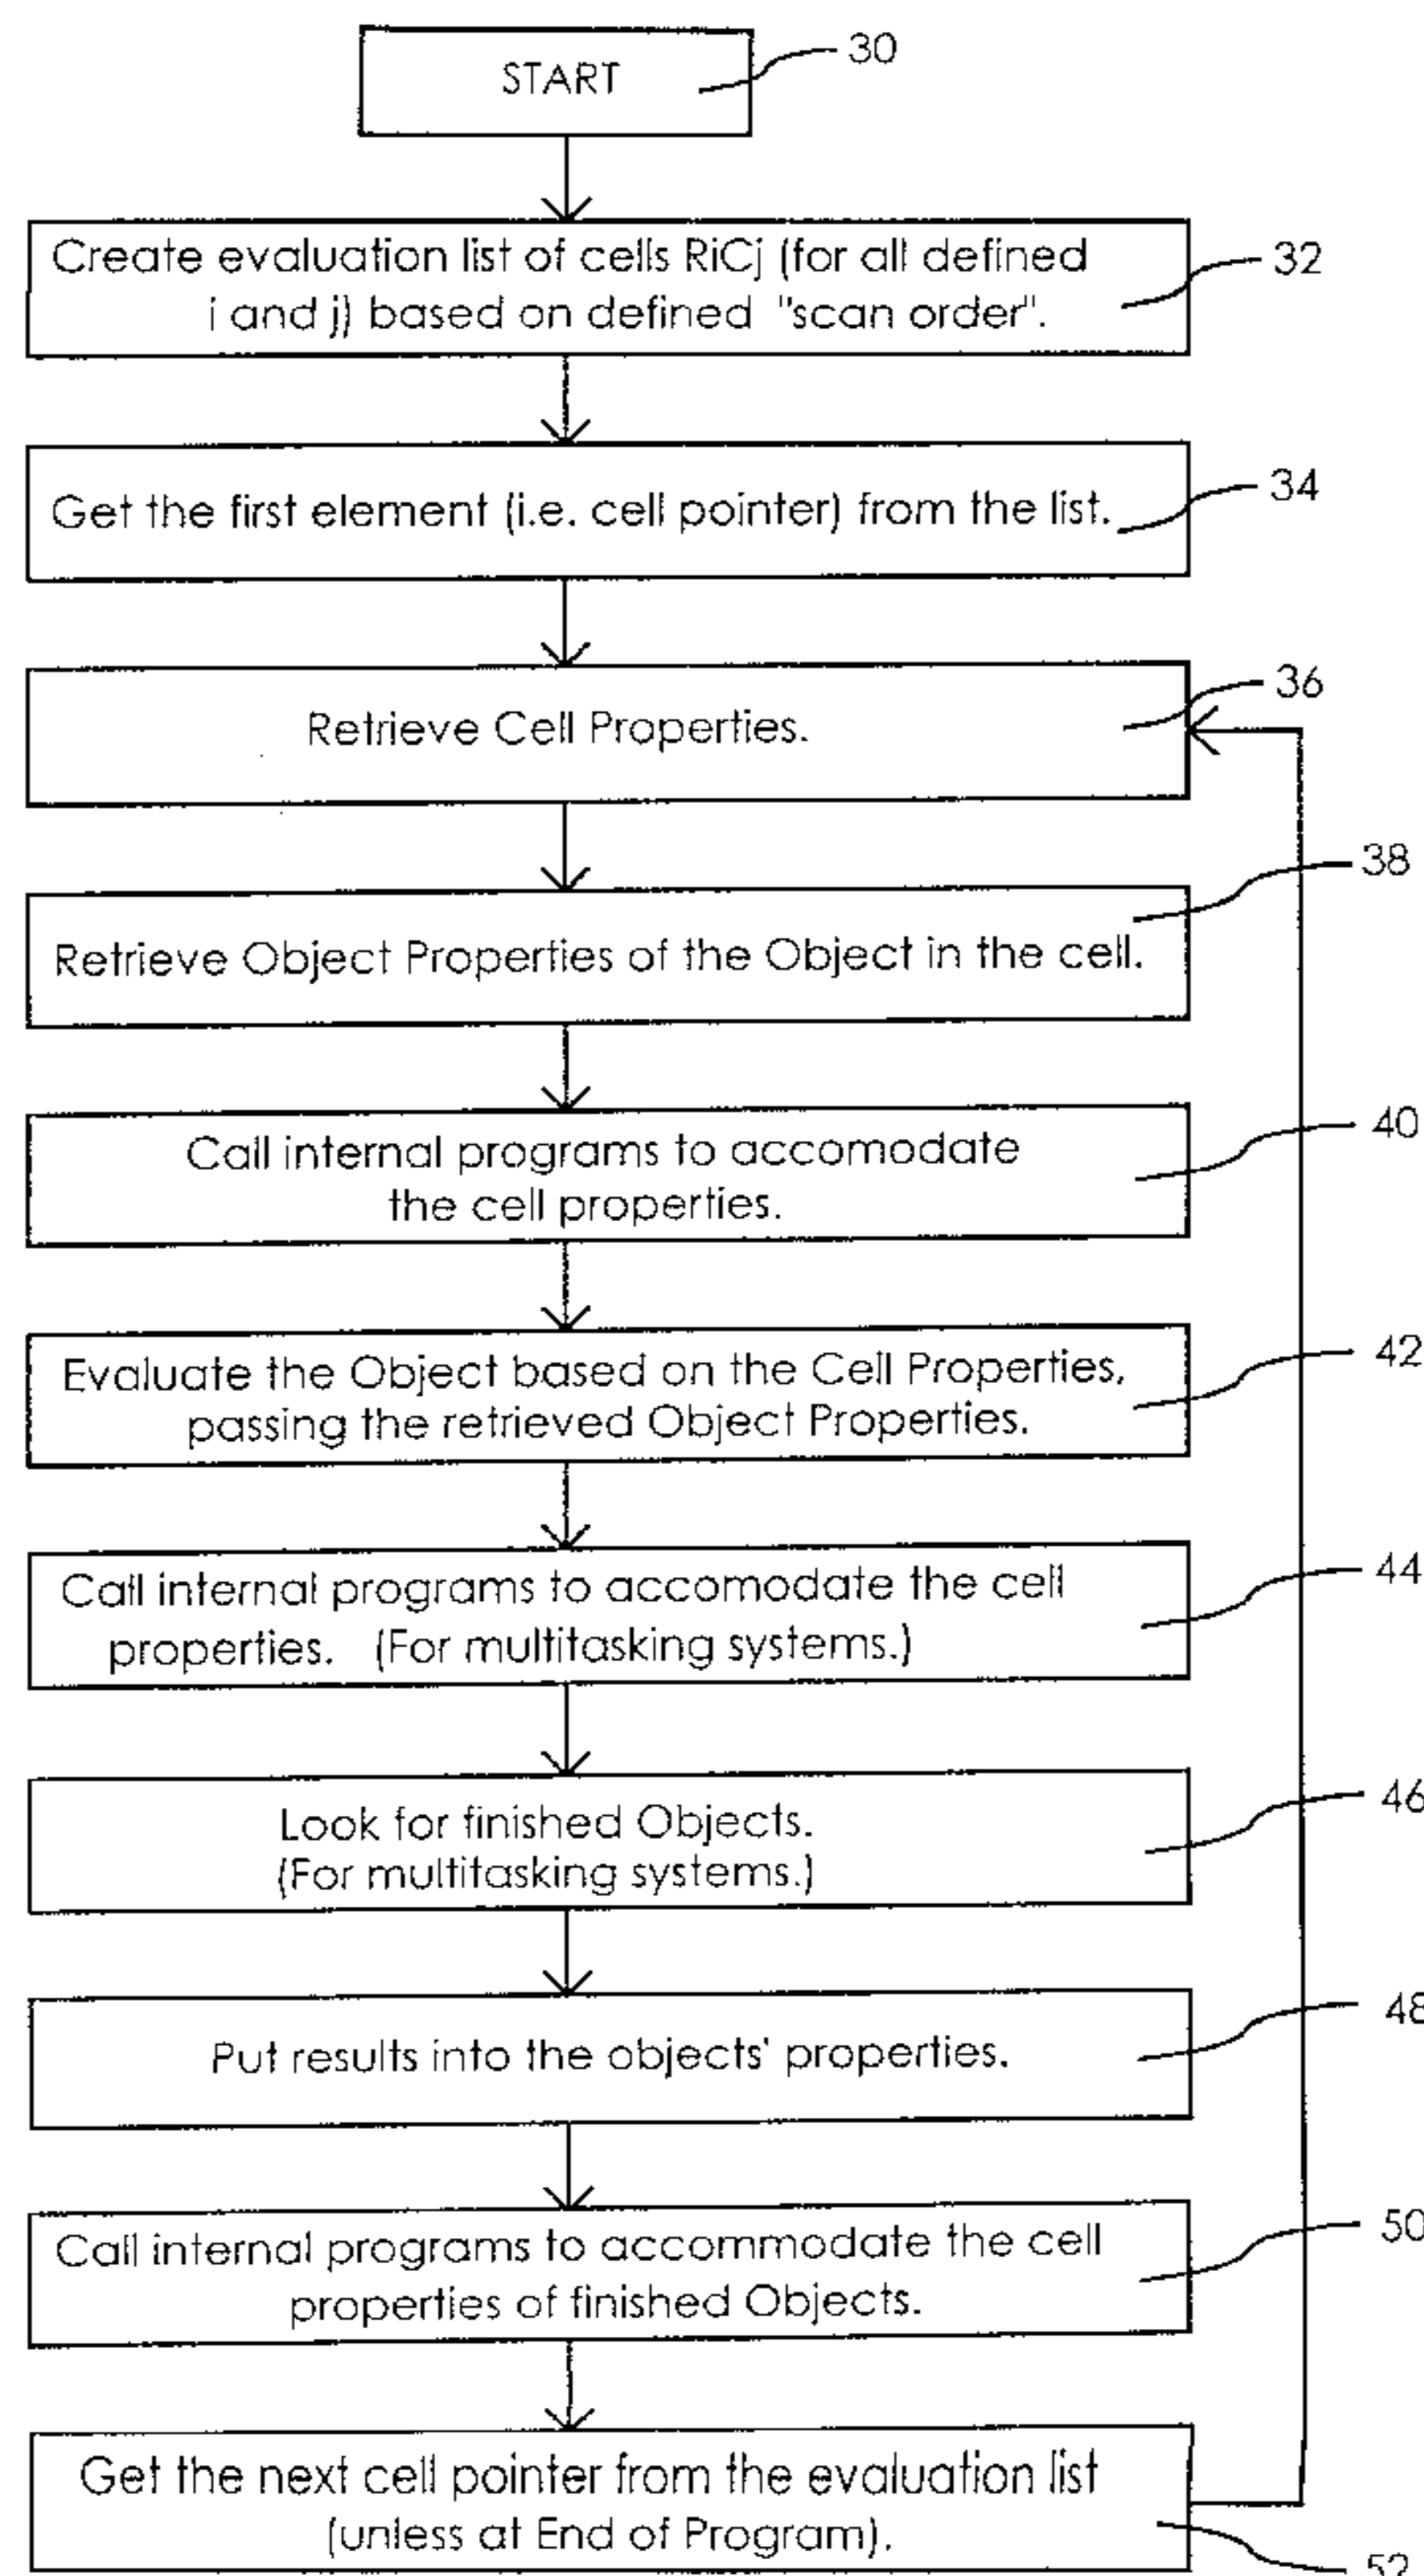 START
30
Create evaluation list of cells RiCj (for all defined
i and j) based on defined "scan order".
32
Get the first element (i.e. cell pointer) from the list.
34
Retrieve Cell Properties.
36
Retrieve Object Properties of the Object in the cell.
38
Call internal programs to accomodate
the cell properties.
40
Evaluate the Object based on the Cell Properties,
passing the retrieved Object Properties.
42
Call internal programs to accomodate the cell
properties. (For multitasking systems.)
44
Look for finished Objects.
(For multitasking systems.)
46
Put results into the objects' properties.
48
Call internal programs to accommodate the cell
properties of finished Objects.
50
Get the next cell pointer from the evaluation list
(unless at End of Program).
52